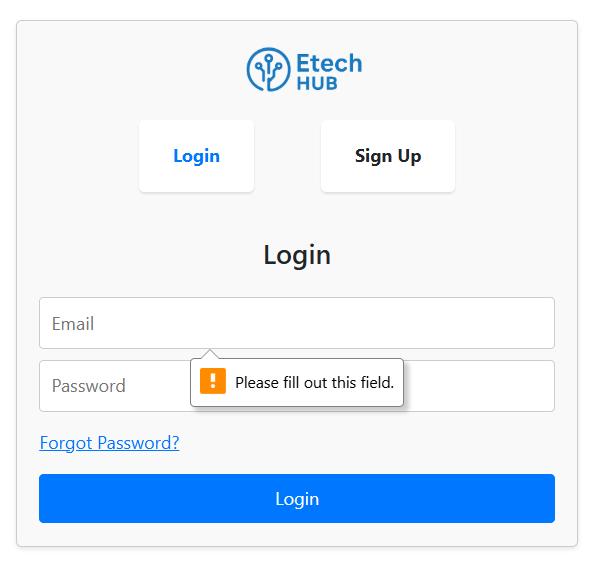 Etech
HUB
Login
Sign Up
Login
Email
Please fill out this field.
Password
Forgot Password?
Login